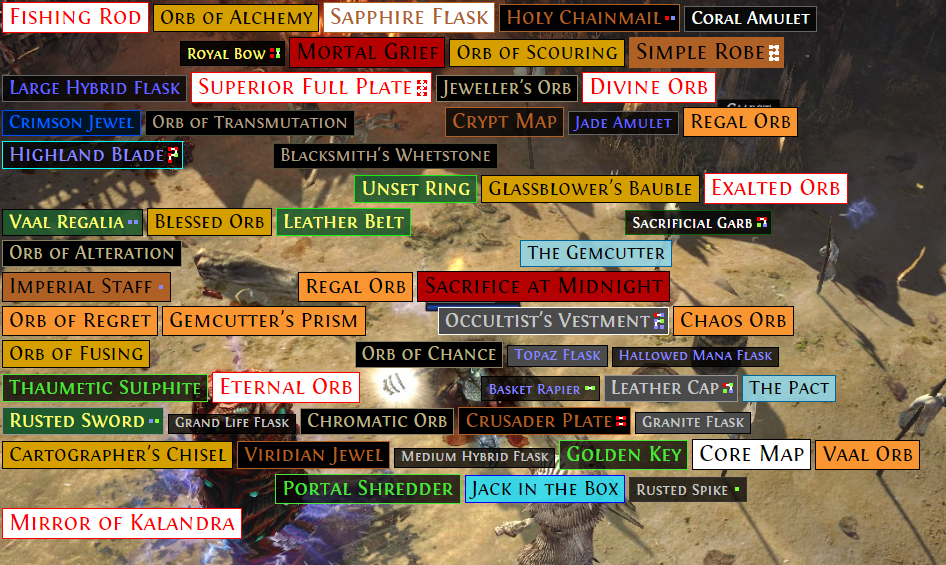 Fishing Rod Orb of Alchemy Sapphire Flask Holy Chainmail Coral Amulet
Royal Bow Mortal Grief Orb of Scouring Simple Robe
Large Hybrid Flask Superior Full Plate Jeweller's Orb Divine Orb
Crimson Jewel Orb of Transmutation Crypt Map Jade Amulet Regal Orb
Highland Blade Blacksmith's Whetstone
Unset Ring Glassblower's Bauble Exalted Orb
Vaal Regalia Blessed Orb Leather Belt Sacrificial Garb
Orb of Alteration The Gemcutter
Imperial Staff Regal Orb Sacrifice at Midnight
Orb of Regret Gemcutter's Prism Occultist's Vestment Chaos Orb
Orb of Fusing Orb of Chance Topaz Flask Hallowed Mana Flask
Thaumetic Sulphite Eternal Orb Basket Rapier Leather Cap The Pact
Rusted Sword Grand Life Flask Chromatic Orb Crusader Plate Granite Flask
Cartographer's Chisel Viridian Jewel Medium Hybrid Flask Golden Key Core Map Vaal Orb
Portal Shredder Jack in the Box Rusted Spike
Mirror of Kalandra